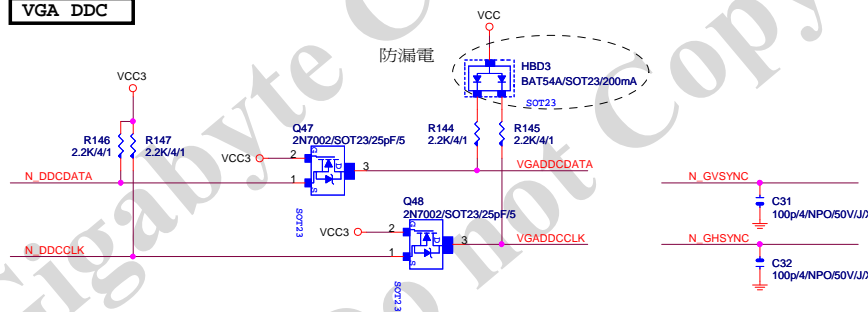 VGA DDC
VCC
防漏電
HBD3
BAT54A/SOT23/200mA
SOT23
VCC3
R146
2.2K/4/1
R147
2.2K/4/1
Q47
2N7002/SOT23/25pF/5
R144
2.2K/4/1
R145
2.2K/4/1
VCC3
2
G
D
S
3
1
N_DDCDATA
VGADDCDATA
N_GVSYNC
SOT23
Q48
2N7002/SOT23/25pF/5
C31
100p/4/NPO/50V/J/X
VCC3
2
G
D
S
3
1
N_DDCCLK
VGADDCCLK
N_GHSYNC
SOT23
C32
100p/4/NPO/50V/J/X
Gigabyte C
Do not Copy